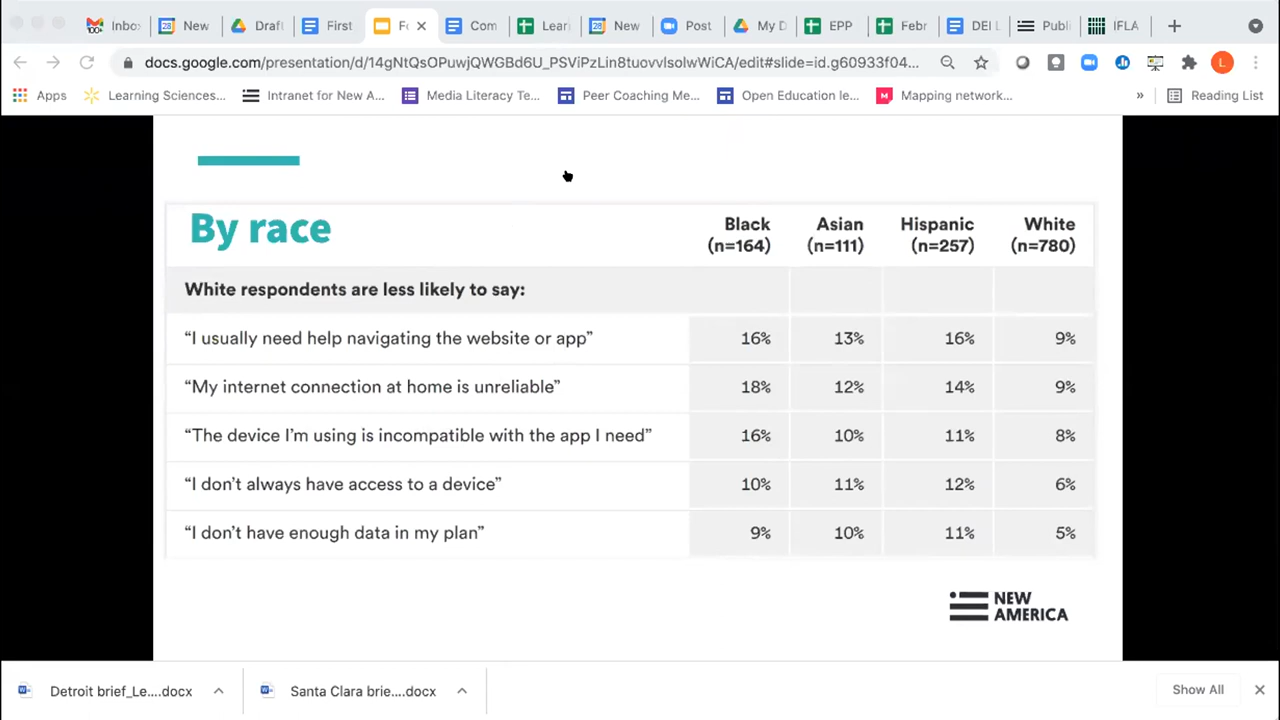 100+ Inbo
28 New
Draft
First
Fo
Com
Lear
28 New
Post
My D
EPP
Febr
DEI L
Publ
IFLA
docs.google.com/presentation/d/14gNtQsOPuwjQWGBd6U_PSViPzLin8tuovvlsolwWiCA/edit#slide=id.g60933f04... L
Apps Learning Sciences... Intranet for New A... Media Literacy Te... Peer Coaching Me... Open Education le... M Mapping network... » Reading List
By race
Black (n=164)
Asian (n=111)
Hispanic (n=257)
White (n=780)
White respondents are less likely to say:
“I usually need help navigating the website or app” 16% 13% 16% 9%
“My internet connection at home is unreliable” 18% 12% 14% 9%
“The device I’m using is incompatible with the app I need” 16% 10% 11% 8%
“I don’t always have access to a device” 10% 11% 12% 6%
“I don’t have enough data in my plan” 9% 10% 11% 5%
NEW
AMERICA
Detroit brief_Le....docx Santa Clara brie....docx Show All